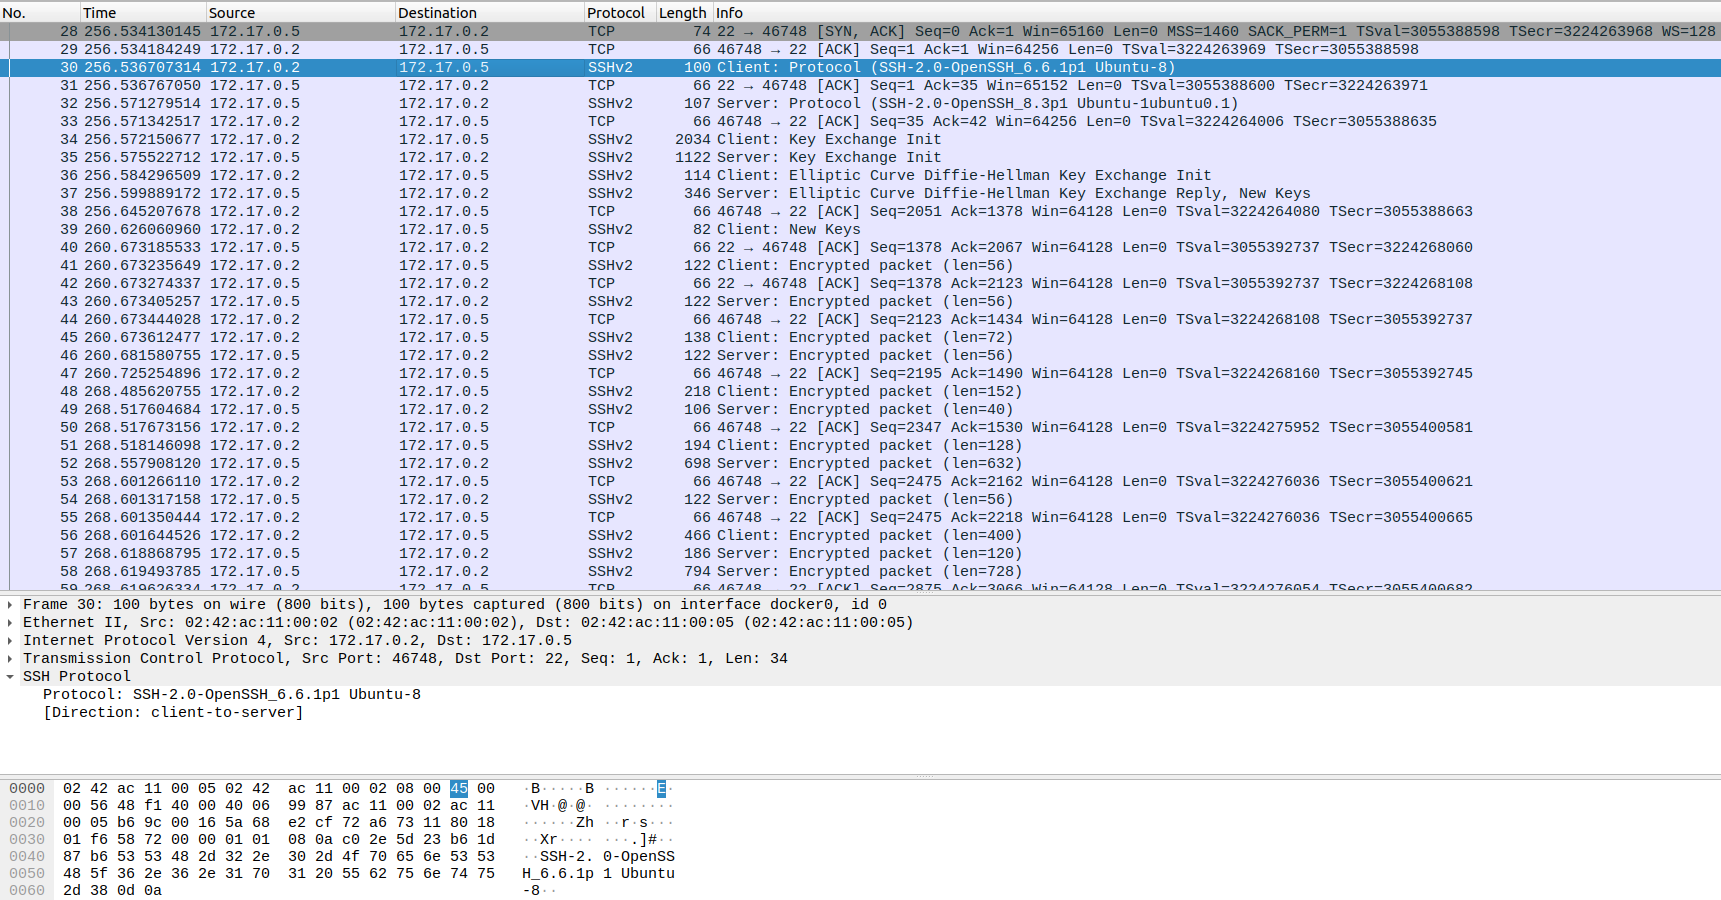 No. Time Source Destination Protocol Length Info
28 256.534130145 172.17.0.5 172.17.0.2 TCP 74 22 → 46748 [SYN, ACK] Seq=0 Ack=1 Win=65160 Len=0 MSS=1460 SACK_PERM=1 TSval=3055388598 TSecr=3224263968 WS=128
29 256.534184249 172.17.0.2 172.17.0.5 TCP 66 46748 → 22 [ACK] Seq=1 Ack=1 Win=64256 Len=0 TSval=3224263969 TSecr=3055388598
30 256.536707314 172.17.0.2 172.17.0.5 SSHv2 100 Client: Protocol (SSH-2.0-OpenSSH_6.6.1p1 Ubuntu-8)
31 256.536767050 172.17.0.5 172.17.0.2 TCP 66 22 → 46748 [ACK] Seq=1 Ack=35 Win=65152 Len=0 TSval=3055388600 TSecr=3224263971
32 256.571279514 172.17.0.5 172.17.0.2 SSHv2 107 Server: Protocol (SSH-2.0-OpenSSH_8.3p1 Ubuntu-1ubuntu0.1)
33 256.571342517 172.17.0.2 172.17.0.5 TCP 66 46748 → 22 [ACK] Seq=35 Ack=42 Win=64256 Len=0 TSval=3224264006 TSecr=3055388635
34 256.572150677 172.17.0.2 172.17.0.5 SSHv2 2034 Client: Key Exchange Init
35 256.575522712 172.17.0.5 172.17.0.2 SSHv2 1122 Server: Key Exchange Init
36 256.584296509 172.17.0.2 172.17.0.5 SSHv2 114 Client: Elliptic Curve Diffie-Hellman Key Exchange Init
37 256.599889172 172.17.0.5 172.17.0.2 SSHv2 346 Server: Elliptic Curve Diffie-Hellman Key Exchange Reply, New Keys
38 256.645207678 172.17.0.2 172.17.0.5 TCP 66 46748 → 22 [ACK] Seq=2051 Ack=1378 Win=64128 Len=0 TSval=3224264080 TSecr=3055388663
39 260.626060960 172.17.0.2 172.17.0.5 SSHv2 82 Client: New Keys
40 260.673185533 172.17.0.5 172.17.0.2 TCP 66 22 → 46748 [ACK] Seq=1378 Ack=2067 Win=64128 Len=0 TSval=3055392737 TSecr=3224268060
41 260.673235649 172.17.0.2 172.17.0.5 SSHv2 122 Client: Encrypted packet (len=56)
42 260.673274337 172.17.0.5 172.17.0.2 TCP 66 22 → 46748 [ACK] Seq=1378 Ack=2123 Win=64128 Len=0 TSval=3055392737 TSecr=3224268108
43 260.673405257 172.17.0.5 172.17.0.2 SSHv2 122 Server: Encrypted packet (len=56)
44 260.673444028 172.17.0.2 172.17.0.5 TCP 66 46748 → 22 [ACK] Seq=2123 Ack=1434 Win=64128 Len=0 TSval=3224268108 TSecr=3055392737
45 260.673612477 172.17.0.2 172.17.0.5 SSHv2 138 Client: Encrypted packet (len=72)
46 260.681580755 172.17.0.5 172.17.0.2 SSHv2 122 Server: Encrypted packet (len=56)
47 260.725254896 172.17.0.2 172.17.0.5 TCP 66 46748 → 22 [ACK] Seq=2195 Ack=1490 Win=64128 Len=0 TSval=3224268160 TSecr=3055392745
48 268.485620755 172.17.0.2 172.17.0.5 SSHv2 218 Client: Encrypted packet (len=152)
49 268.517604684 172.17.0.5 172.17.0.2 SSHv2 106 Server: Encrypted packet (len=40)
50 268.517673156 172.17.0.2 172.17.0.5 TCP 66 46748 → 22 [ACK] Seq=2347 Ack=1530 Win=64128 Len=0 TSval=3224275952 TSecr=3055400581
51 268.518146098 172.17.0.2 172.17.0.5 SSHv2 194 Client: Encrypted packet (len=128)
52 268.557908120 172.17.0.5 172.17.0.2 SSHv2 698 Server: Encrypted packet (len=632)
53 268.601266110 172.17.0.2 172.17.0.5 TCP 66 46748 → 22 [ACK] Seq=2475 Ack=2162 Win=64128 Len=0 TSval=3224276036 TSecr=3055400621
54 268.601317158 172.17.0.5 172.17.0.2 SSHv2 122 Server: Encrypted packet (len=56)
55 268.601350444 172.17.0.2 172.17.0.5 TCP 66 46748 → 22 [ACK] Seq=2475 Ack=2218 Win=64128 Len=0 TSval=3224276036 TSecr=3055400665
56 268.601644526 172.17.0.2 172.17.0.5 SSHv2 466 Client: Encrypted packet (len=400)
57 268.618868795 172.17.0.5 172.17.0.2 SSHv2 186 Server: Encrypted packet (len=120)
58 268.619493785 172.17.0.5 172.17.0.2 SSHv2 794 Server: Encrypted packet (len=728)
59 268.619626334 172.17.0.2 172.17.0.5 TCP 66 46748 → 22 [ACK] Seq=2875 Ack=3066 Win=64128 Len=0 TSval=3224276054 TSecr=3055400682
Frame 30: 100 bytes on wire (800 bits), 100 bytes captured (800 bits) on interface docker0, id 0
Ethernet II, Src: 02:42:ac:11:00:02 (02:42:ac:11:00:02), Dst: 02:42:ac:11:00:05 (02:42:ac:11:00:05)
Internet Protocol Version 4, Src: 172.17.0.2, Dst: 172.17.0.5
Transmission Control Protocol, Src Port: 46748, Dst Port: 22, Seq: 1, Ack: 1, Len: 34
SSH Protocol
Protocol: SSH-2.0-OpenSSH_6.6.1p1 Ubuntu-8
[Direction: client-to-server]
0000 02 42 ac 11 00 05 02 42 ac 11 00 02 08 00 45 00 ·B·····B ······E·
0010 00 56 48 f1 40 00 40 06 99 87 ac 11 00 02 ac 11 ·VH·@·@· ········
0020 00 05 b6 9c 00 16 5a 68 e2 cf 72 a6 73 11 80 18 ······Zh ··r·s···
0030 01 f6 58 72 00 00 01 01 08 0a c0 2e 5d 23 b6 1d ··Xr···· ···.]#··
0040 87 b6 53 53 48 2d 32 2e 30 2d 4f 70 65 6e 53 53 ··SSH-2. 0-OpenSS
0050 48 5f 36 2e 36 2e 31 70 31 20 55 62 75 6e 74 75 H_6.6.1p 1 Ubuntu
0060 2d 38 0d 0a -8··